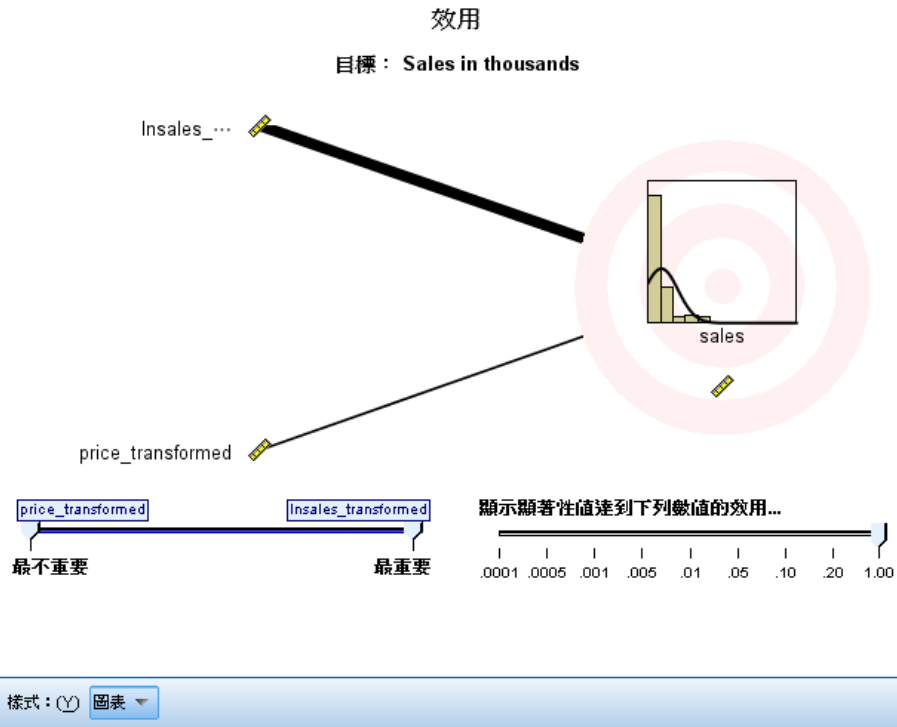 效用
目標： Sales in thousands
lnsales_…
sales
price_transformed
price_transformed
lnsales_transformed
最不重要
最重要
顯示顯著性值達到下列數值的效用...
.0001 .0005 .001 .005 .01 .05 .10 .20 1.00
樣式：(Y) 圖表